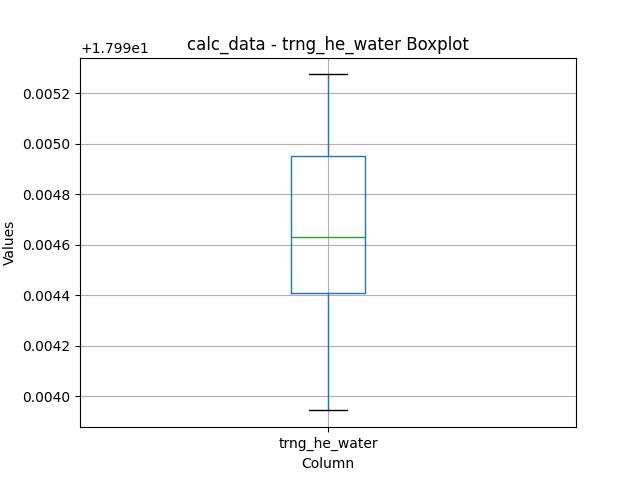 calc_data - trng_he_water Boxplot
+1.799e1
0.0052
0.0050
0.0048
0.0046
0.0044
0.0042
0.0040
Values
trng_he_water
Column